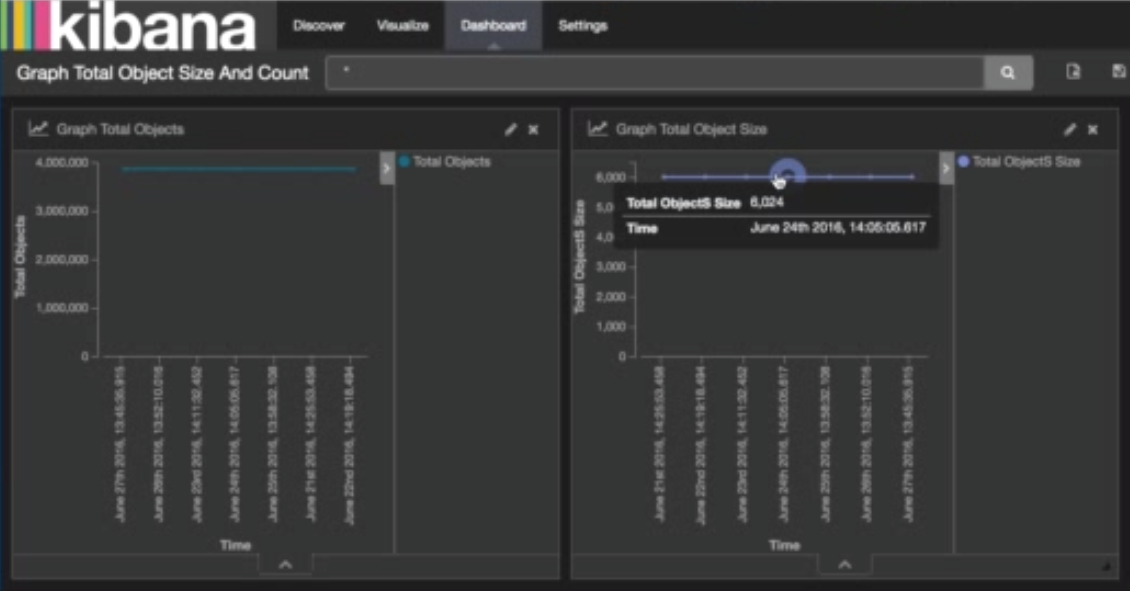 kibana
Discover Visualize Dashboard Settings
Graph Total Object Size And Count *
Graph Total Objects
4,000,000
3,000,000
2,000,000
1,000,000
0
Total Objects
Total Objects
June 27th 2016, 13:45:35.915
June 26th 2016, 13:52:10.016
June 23rd 2016, 14:11:32.452
June 24th 2016, 14:05:05.617
June 25th 2016, 13:58:32.108
June 21st 2016, 14:25:53.458
June 22nd 2016, 14:19:18.494
Time
Graph Total Object Size
6,000
5,0
4,0
3,000
2,000
1,000
0
Total ObjectS Size
Total ObjectS Size
Total ObjectS Size 6,024
Time June 24th 2016, 14:05:05.617
June 21st 2016, 14:25:53.458
June 22nd 2016, 14:19:18.494
June 23rd 2016, 14:11:32.452
June 24th 2016, 14:05:05.617
June 25th 2016, 13:58:32.108
June 26th 2016, 13:52:10.016
June 27th 2016, 13:45:35.915
Time